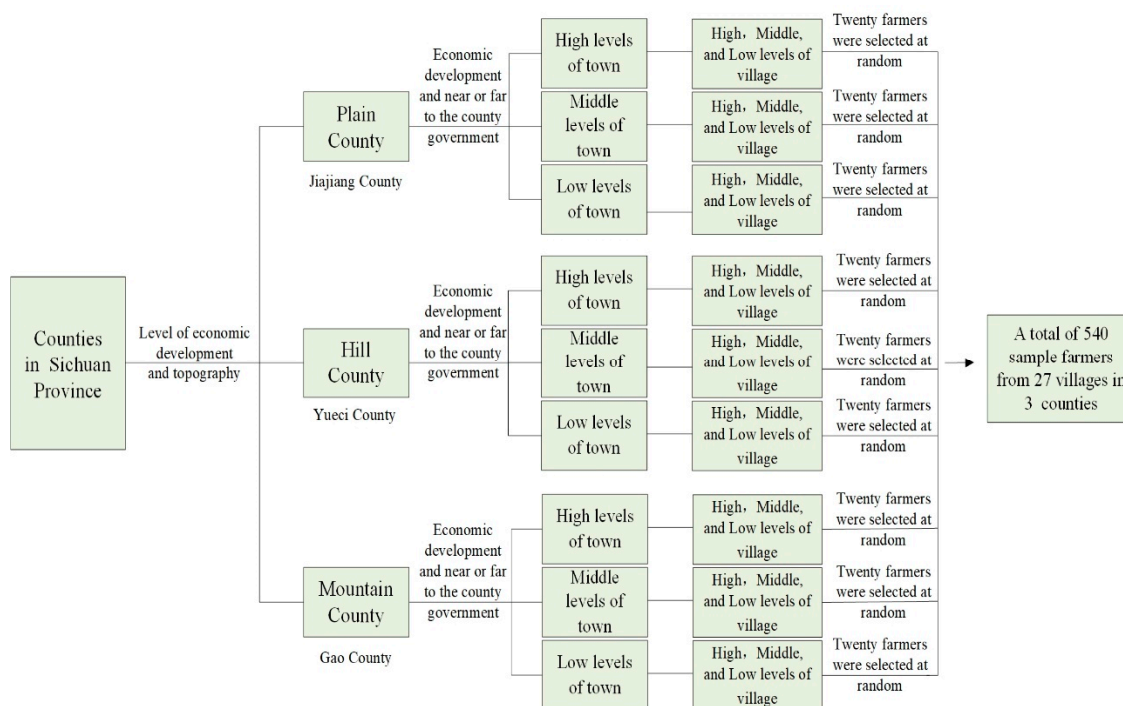 Counties
in Sichuan
Province
Level of economic
development
and topography
Plain
County
Jiajiang County
Economic
development
and near or far
to the county
government
High levels
of town
High, Middle,
and Low levels of
village
Twenty farmers
were selected at
random
Middle
levels of
town
High, Middle,
and Low levels of
village
Twenty farmers
were selected at
random
Low levels
of town
High, Middle,
and Low levels of
village
Twenty farmers
were selected at
random
Hill
County
Yueci County
Economic
development
and near or far
to the county
government
High levels
of town
High, Middle,
and Low levels of
village
Twenty farmers
were selected at
random
Middle
levels of
town
High, Middle,
and Low levels of
village
Twenty farmers
were selected at
random
Low levels
of town
High, Middle,
and Low levels of
village
Twenty farmers
were selected at
random
Mountain
County
Gao County
Economic
development
and near or far
to the county
government
High levels
of town
High, Middle,
and Low levels of
village
Twenty farmers
were selected at
random
Middle
levels of
town
High, Middle,
and Low levels of
village
Twenty farmers
were selected at
random
Low levels
of town
High, Middle,
and Low levels of
village
Twenty farmers
were selected at
random
A total of 540
sample farmers
from 27 villages in
3 counties